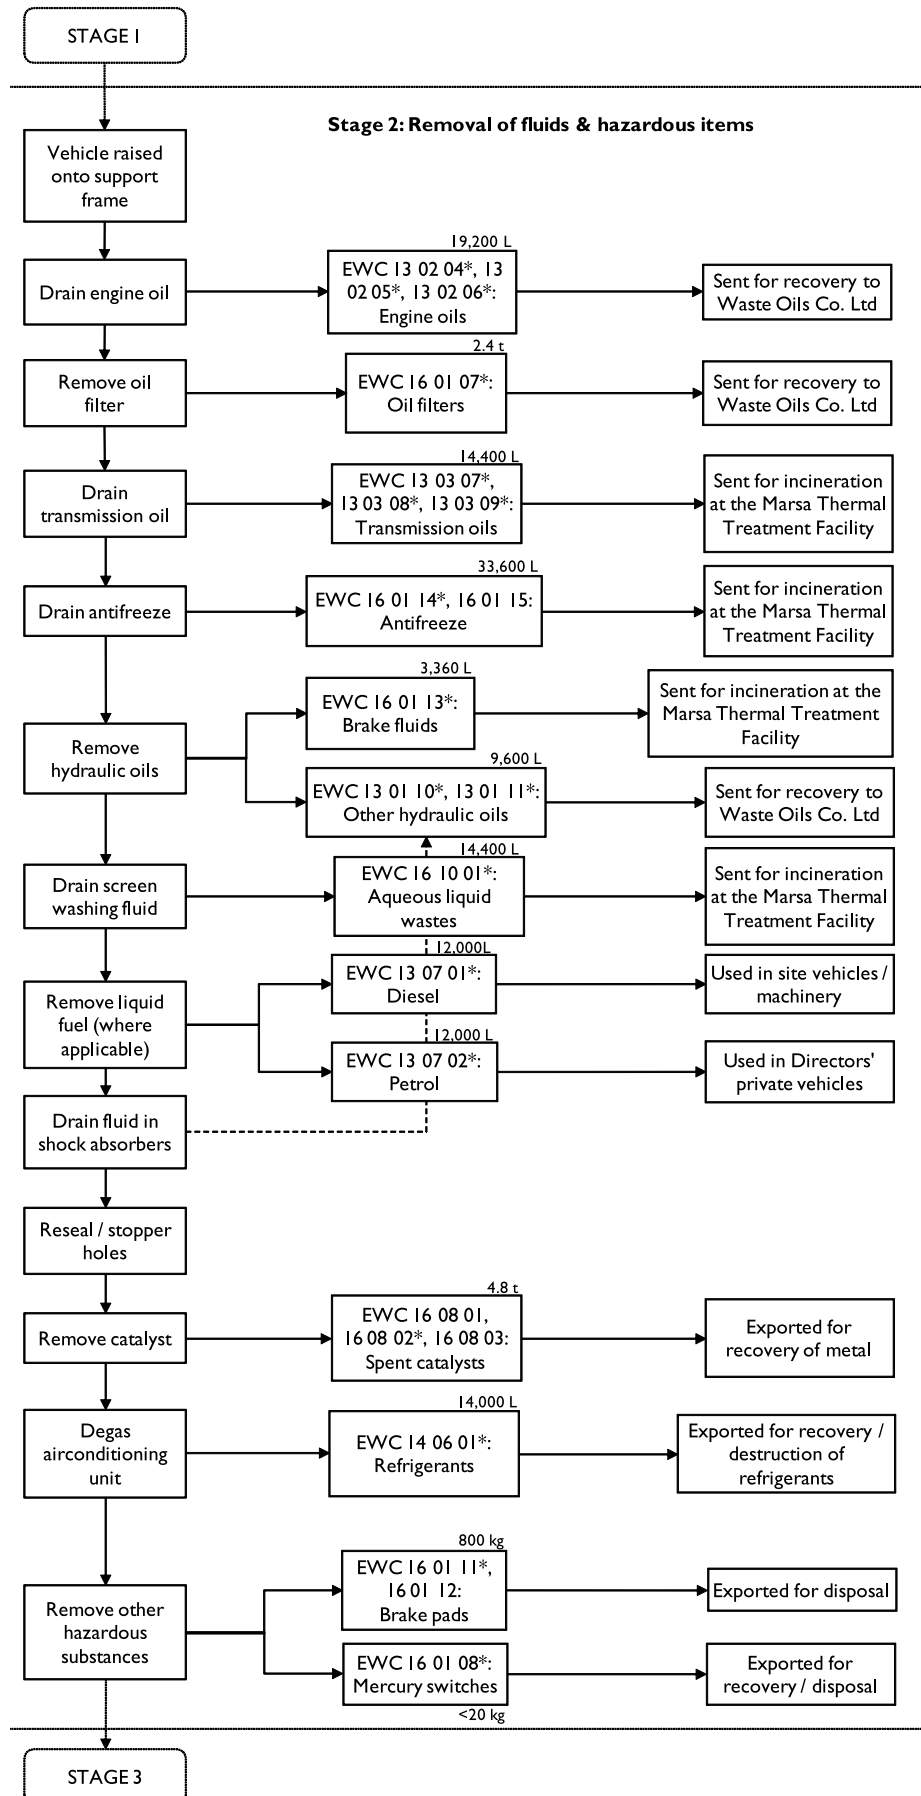 STAGE 1
Stage 2: Removal of fluids & hazardous items
Vehicle raised
onto support
frame
Drain engine oil
19,200 L
EWC 13 02 04*, 13
02 05*, 13 02 06*:
Engine oils
Sent for recovery to
Waste Oils Co. Ltd
Remove oil
filter
2.4 t
EWC 16 01 07*:
Oil filters
Sent for recovery to
Waste Oils Co. Ltd
Drain
transmission oil
14,400 L
EWC 13 03 07*,
13 03 08*, 13 03 09*:
Transmission oils
Sent for incineration
at the Marsa Thermal
Treatment Facility
Drain antifreeze
33,600 L
EWC 16 01 14*, 16 01 15:
Antifreeze
Sent for incineration
at the Marsa Thermal
Treatment Facility
Remove
hydraulic oils
3,360 L
EWC 16 01 13*:
Brake fluids
Sent for incineration at the
Marsa Thermal Treatment
Facility
9,600 L
EWC 13 01 10*, 13 01 11*:
Other hydraulic oils
Sent for recovery to
Waste Oils Co. Ltd
Drain screen
washing fluid
14,400 L
EWC 16 10 01*:
Aqueous liquid
wastes
Sent for incineration
at the Marsa Thermal
Treatment Facility
Remove liquid
fuel (where
applicable)
12,000L
EWC 13 07 01*:
Diesel
Used in site vehicles /
machinery
12,000 L
EWC 13 07 02*:
Petrol
Used in Directors'
private vehicles
Drain fluid in
shock absorbers
Reseal / stopper
holes
Remove catalyst
4.8 t
EWC 16 08 01,
16 08 02*, 16 08 03:
Spent catalysts
Exported for
recovery of metal
Degas
airconditioning
unit
14,000 L
EWC 14 06 01*:
Refrigerants
Exported for recovery /
destruction of
refrigerants
Remove other
hazardous
substances
800 kg
EWC 16 01 11*,
16 01 12:
Brake pads
Exported for disposal
EWC 16 01 08*:
Mercury switches
<20 kg
Exported for
recovery / disposal
STAGE 3